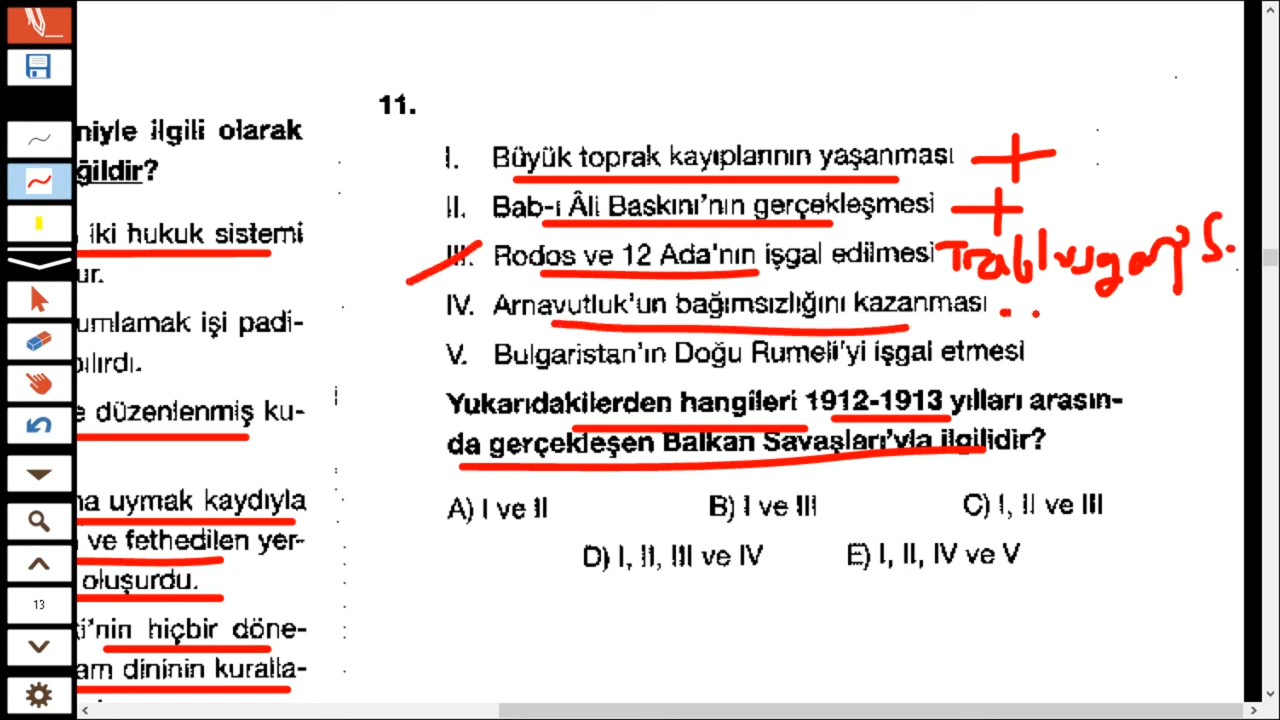 niyle ilgili olarak
ğildir?
iki hukuk sistemi
ur.
umlamak işi padi-
bilirdi.
e düzenlenmiş ku-
na uymak kaydıyla
ve fethedilen yer-
oluşurdu.
i'nin hiçbir döne-
am dininin kuralla-
13
11.
I. Büyük toprak kayıplarının yaşanması +
II. Bab-ı Âli Baskını'nın gerçekleşmesi +
III. Rodos ve 12 Ada'nın işgal edilmesi Trablusgarp S.
IV. Arnavutluk'un bağımsızlığını kazanması
V. Bulgaristan'ın Doğu Rumeli'yi işgal etmesi
Yukarıdakilerden hangileri 1912-1913 yılları arasın-
da gerçekleşen Balkan Savaşları'yla ilgilidir?
A) I ve II B) I ve III C) I, II ve III
D) I, II, III ve IV E) I, II, IV ve V